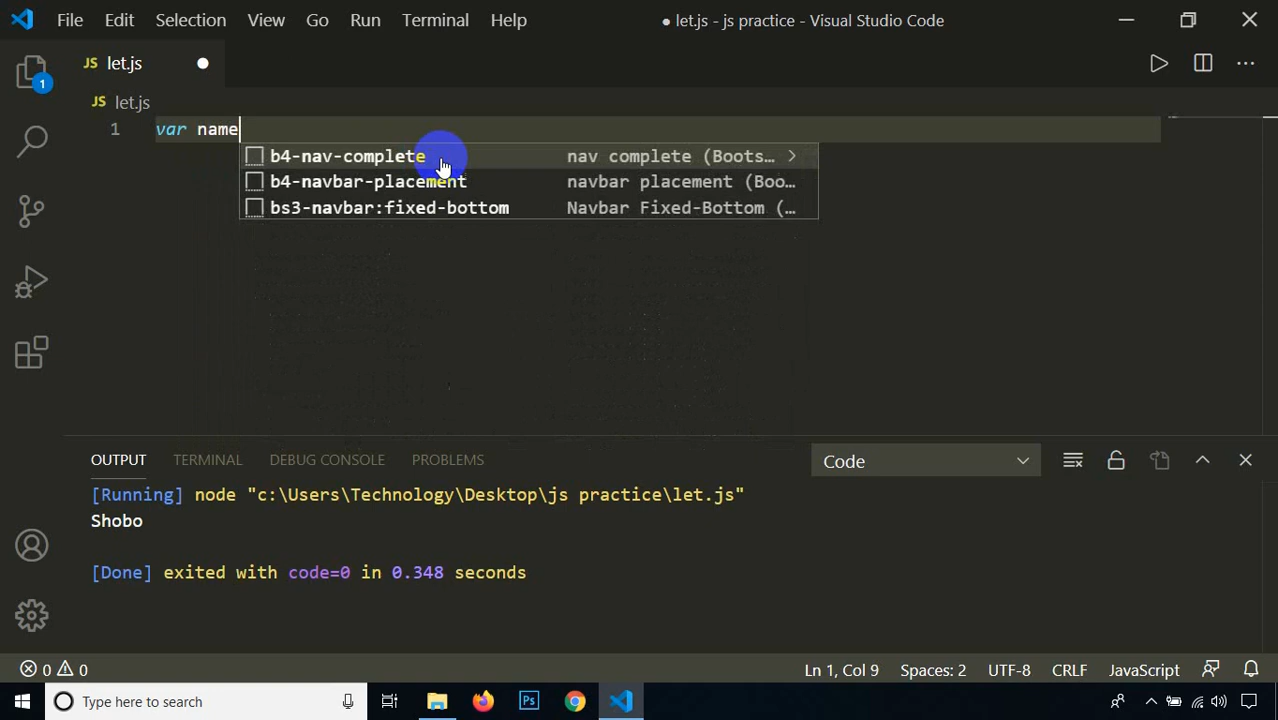 File Edit Selection View Go Run Terminal Help ● let.js - js practice - Visual Studio Code
JS let.js
1
JS let.js
1 var name
b4-nav-complete nav complete (Boots…
b4-navbar-placement navbar placement (Boo…
bs3-navbar:fixed-bottom Navbar Fixed-Bottom (…
OUTPUT TERMINAL DEBUG CONSOLE PROBLEMS Code
[Running] node "c:\Users\Technology\Desktop\js practice\let.js"
Shobo
[Done] exited with code=0 in 0.348 seconds
0 0 Ln 1, Col 9 Spaces: 2 UTF-8 CRLF JavaScript
Type here to search Ps